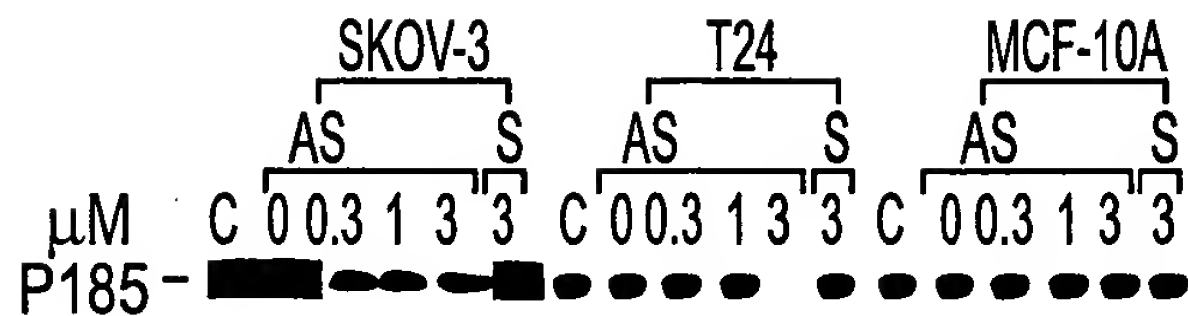 SKOV-3 T24 MCF-10A
AS S AS S AS S
μM C 0 0.3 1 3 3 C 0 0.3 1 3 3 C 0 0.3 1 3 3
P185 -